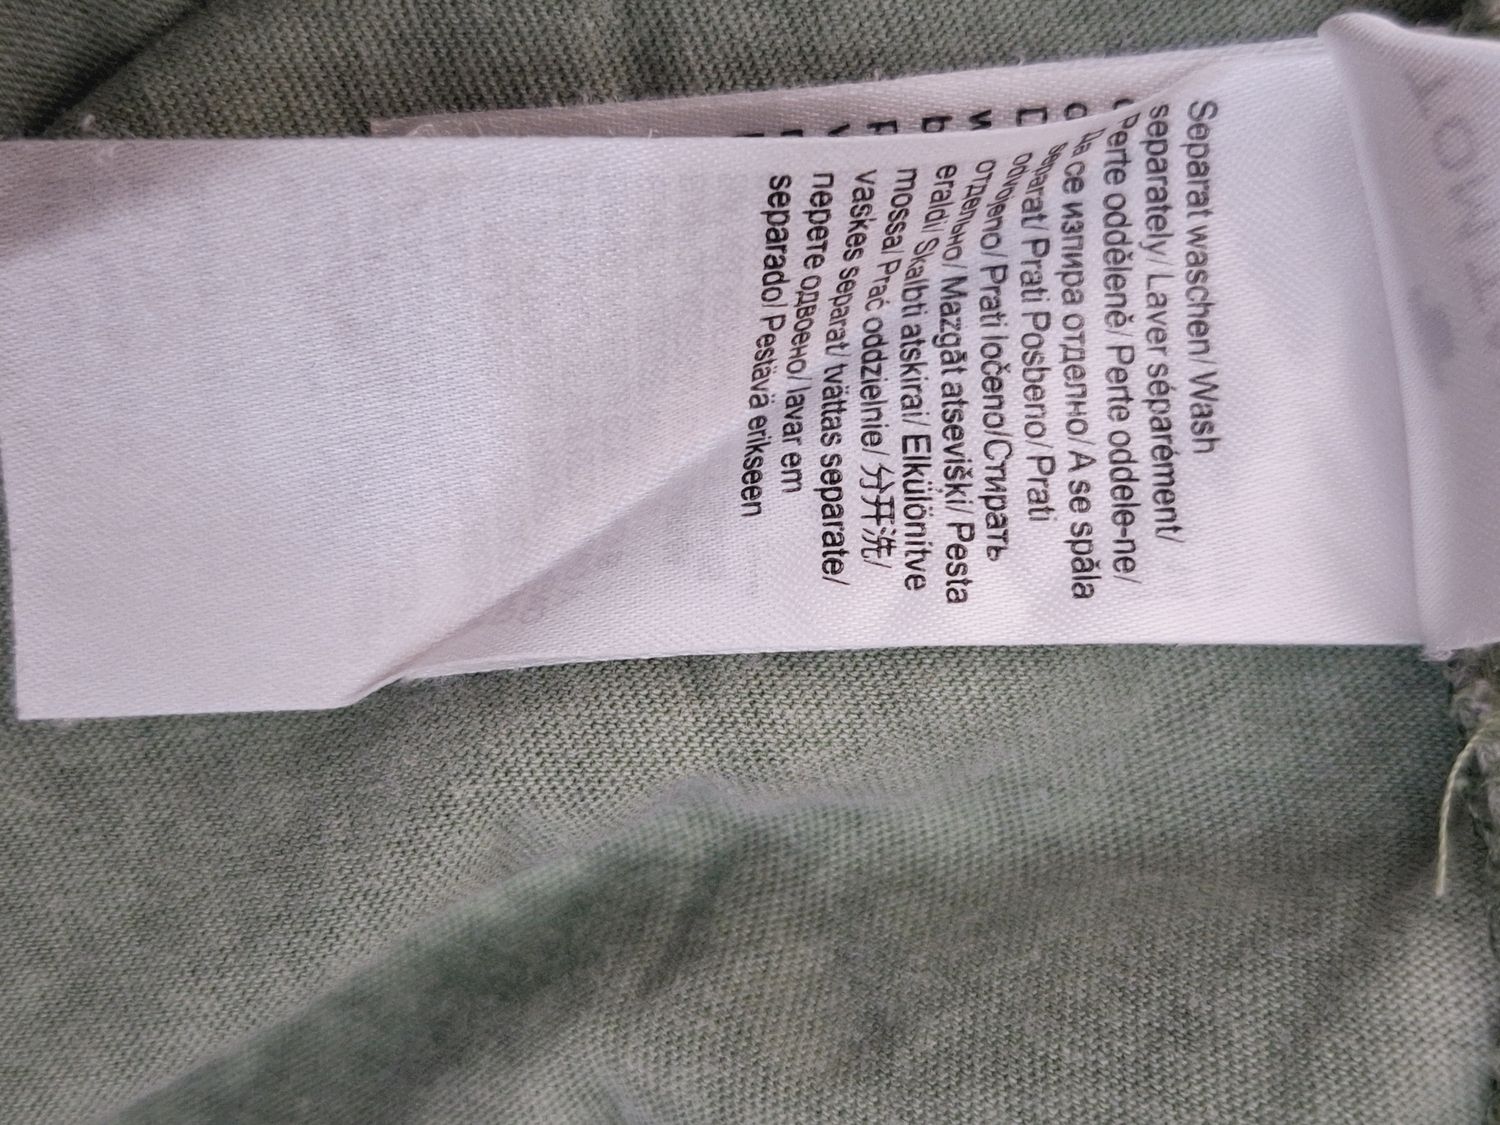 Separat waschen/ Wash
separately/ Laver séparément/
Perte odděleně/ Perte oddele-ne/
Да се изпира отделно/ A se spăla
separat/ Prati Posbeno/ Prati
odvojeno/ Prati ločeno/Стирать
отдельно/ Mazgāt atsevišķi/ Pesta
eraldi/ Skalbti atskirai/ Elkülönítve
mossa/ Prać oddzielnie/ 分开洗/
vaskes separat/ tvättas separate/
перете одвоено/ lavar em
separado/ Pestävä erikseen